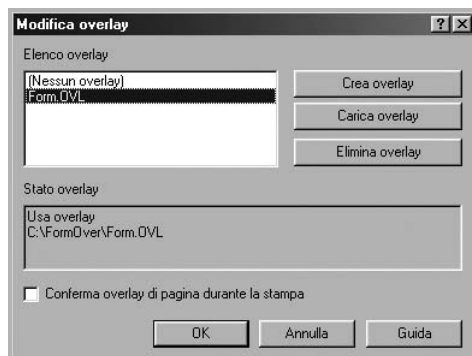 Modifica overlay
Elenco overlay
(Nessun overlay)
Form.OVL
Crea overlay
Carica overlay
Elimina overlay
Stato overlay
Usa overlay
C:\FormOver\Form.OVL
Conferma overlay di pagina durante la stampa
OK
Annulla
Guida